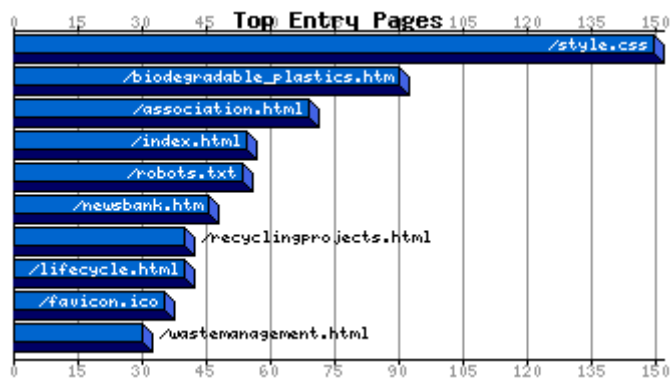 Top Entry Pages
0 15 30 45 60 75 90 105 120 135 150
/style.css
/biodegradable_plastics.htm
/association.html
/index.html
/robots.txt
/newsbank.htm
/recyclingprojects.html
/lifecycle.html
/favicon.ico
/wastemanagement.html
0 15 30 45 60 75 90 105 120 135 150